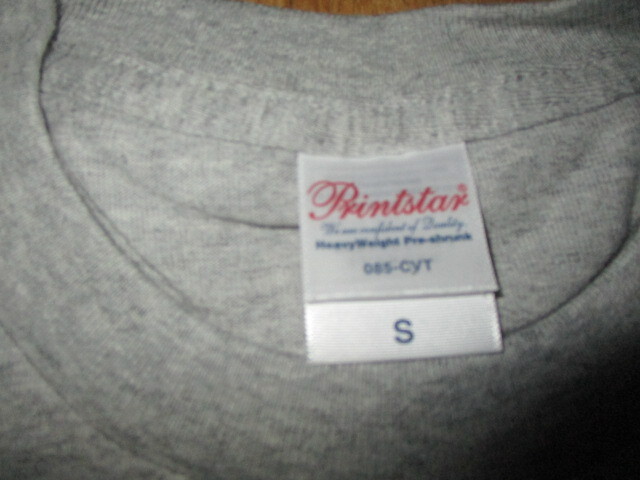 Printstar®
We are confident of Quality
HeavyWeight Pre-shrunk
085-CVT
S